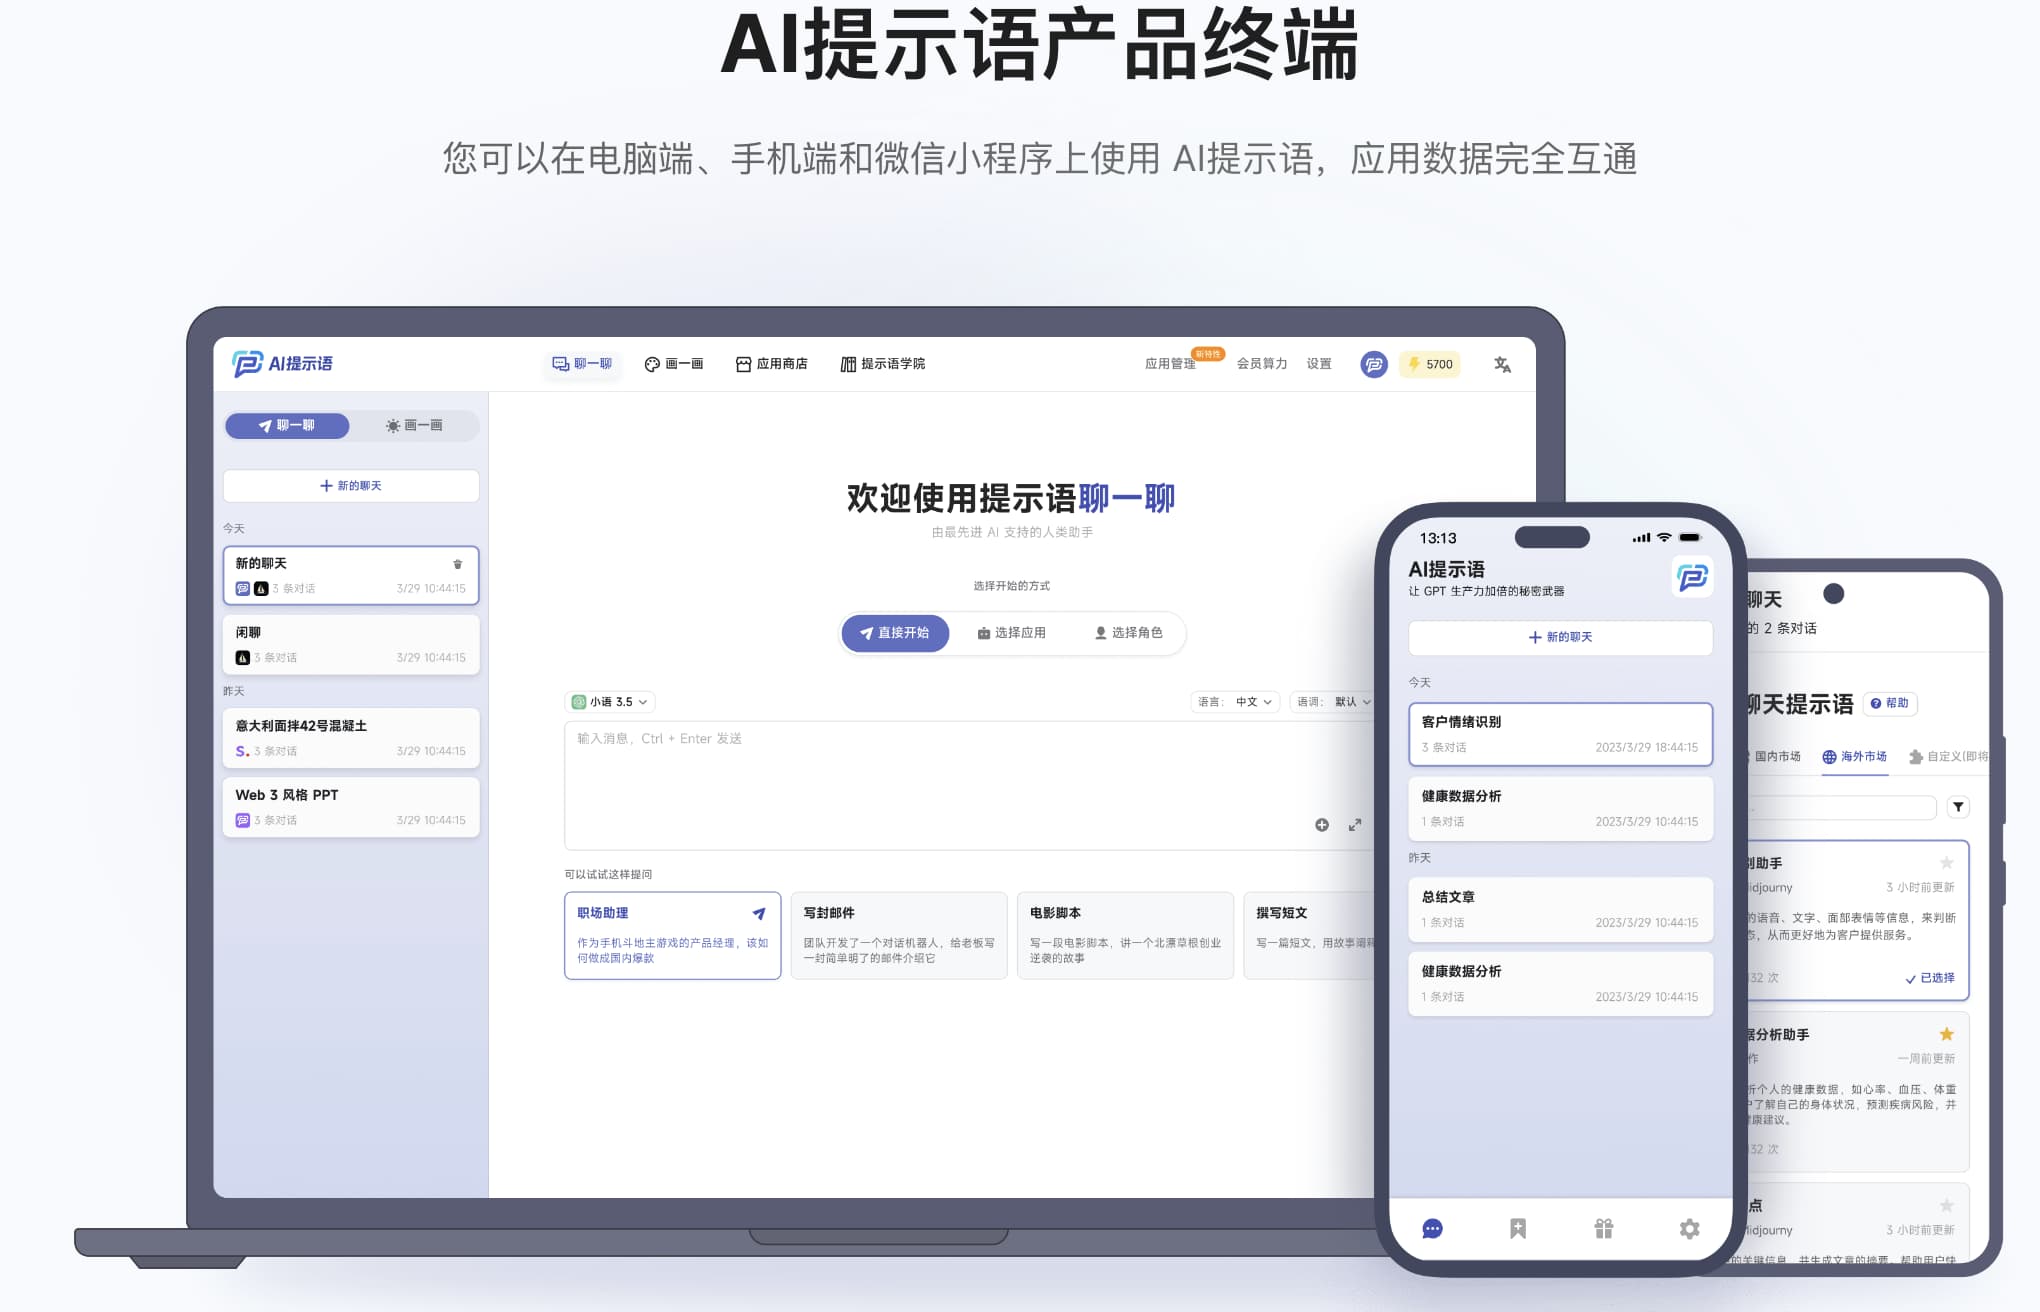 AI提示语产品终端
您可以在电脑端、手机端和微信小程序上使用 AI提示语，应用数据完全互通
AI提示语
聊一聊
画一画
应用商店
提示语学院
应用管理
新特性
会员算力
设置
5700
聊一聊
画一画
新的聊天
今天
新的聊天
3 条对话 3/29 10:44:15
闲聊
3 条对话 3/29 10:44:15
昨天
意大利面拌42号混凝土
S. 3 条对话 3/29 10:44:15
Web 3 风格 PPT
3 条对话 3/29 10:44:15
欢迎使用提示语聊一聊
由最先进 AI 支持的人类助手
选择开始的方式
直接开始
选择应用
选择角色
小语 3.5
语言： 中文
语调： 默认
输入消息，Ctrl + Enter 发送
可以试试这样提问
职场助理
作为手机斗地主游戏的产品经理，该如
何做成国内爆款
写封邮件
团队开发了一个对话机器人，给老板写
一封简单明了的邮件介绍它
电影脚本
写一段电影脚本，讲一个北漂草根创业
逆袭的故事
撰写短文
写一篇短文，用故事阐
13:13
AI提示语
让 GPT 生产力加倍的秘密武器
新的聊天
今天
客户情绪识别
3 条对话 2023/3/29 18:44:15
健康数据分析
1 条对话 2023/3/29 10:44:15
昨天
总结文章
1 条对话 2023/3/29 10:44:15
健康数据分析
1 条对话 2023/3/29 10:44:15
聊天
的 2 条对话
聊天提示语
帮助
国内市场
海外市场
自定义(即将
别助手
idjourny 3 小时前更新
的语音、文字、面部表情等信息，来判断
态，从而更好地为客户提供服务。
32 次
已选择
据分析助手
作 一周前更新
析个人的健康数据，如心率、血压、体重
户了解自己的身体状况，预测疾病风险，并
健康建议。
32 次
点
idjourny 3 小时前更新
的关键信息，并生成文章的摘要。帮助用户快